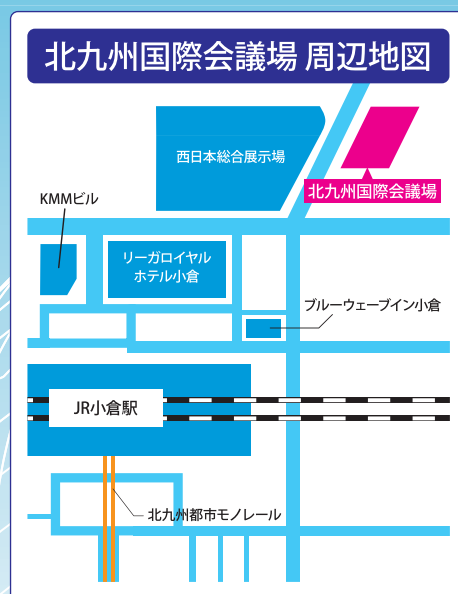 北九州国際会議場 周辺地図
西日本総合展示場
北九州国際会議場
KMMビル
リーガロイヤル
ホテル小倉
ブルーウェーブイン小倉
JR小倉駅
北九州都市モノレール